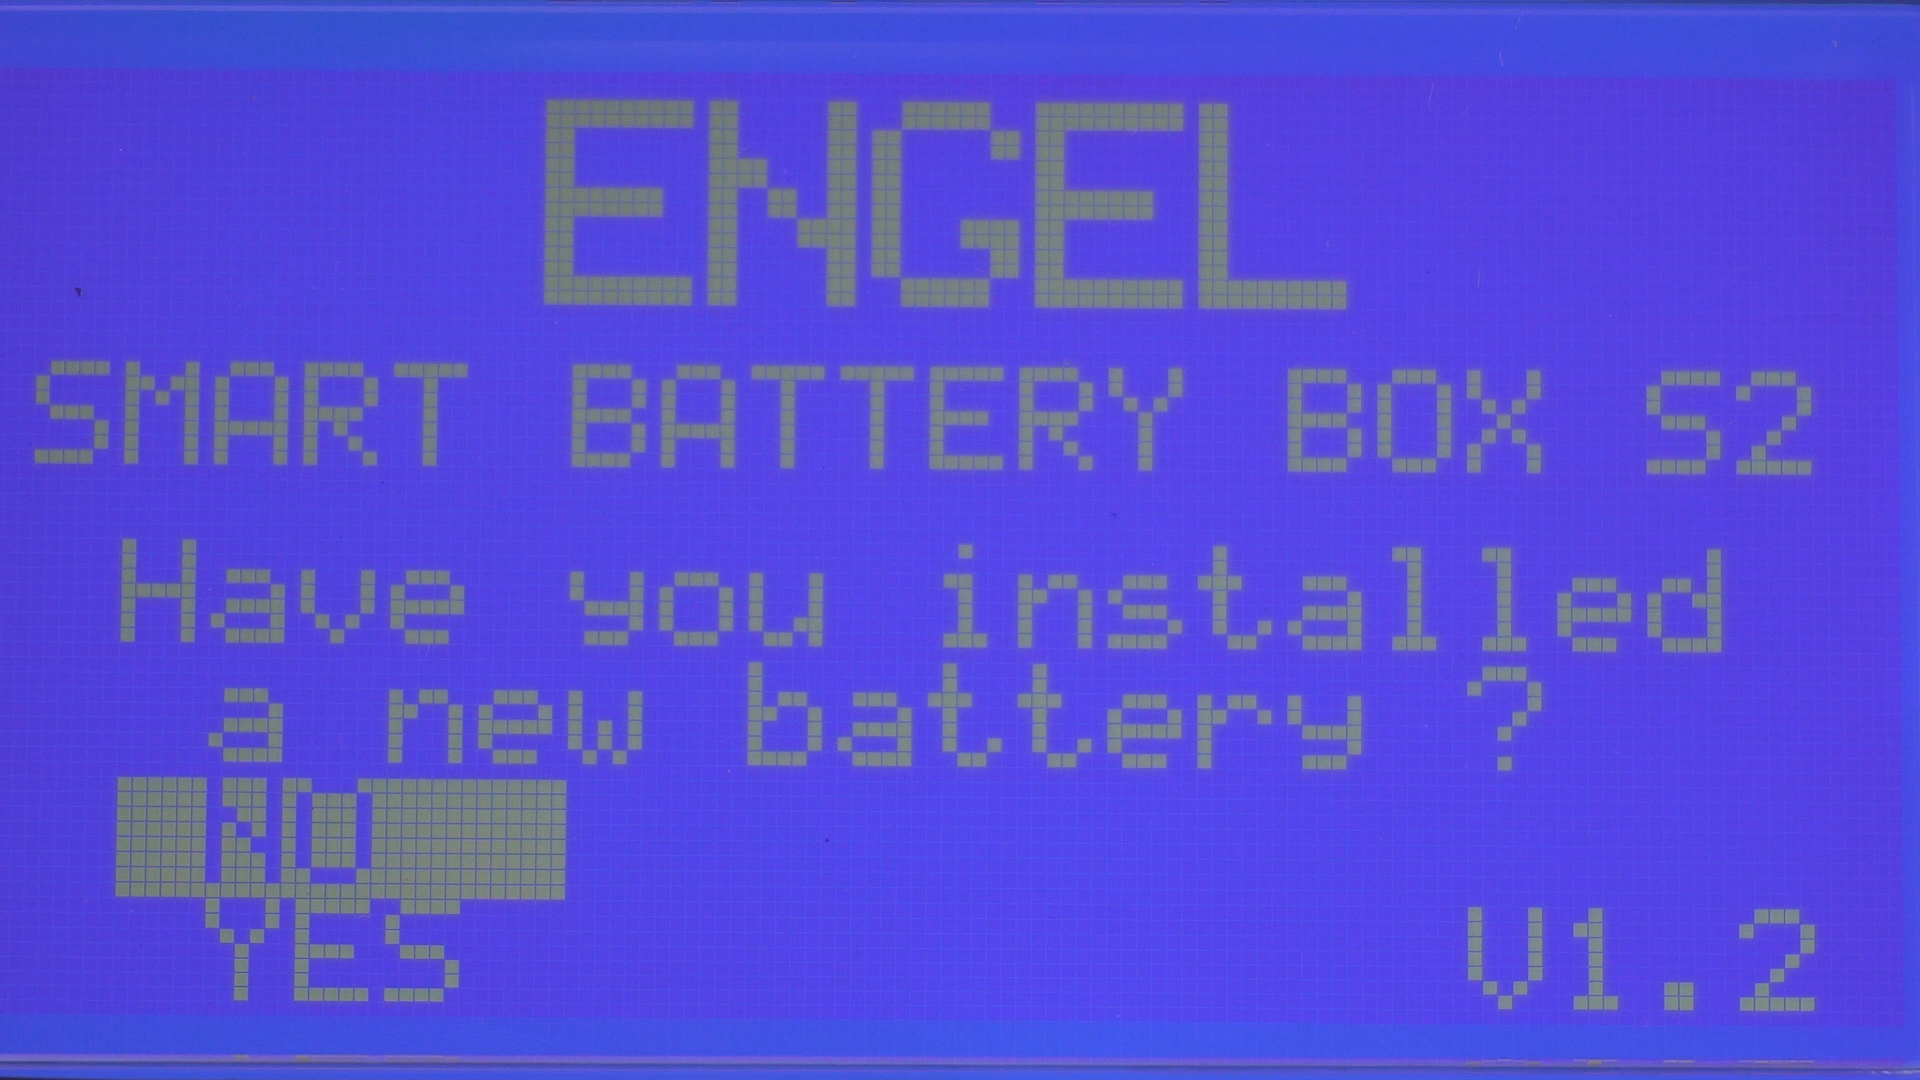 ENGEL
SMART BATTERY BOX S2
Have you installed
a new battery ?
NO
YES
V1.2